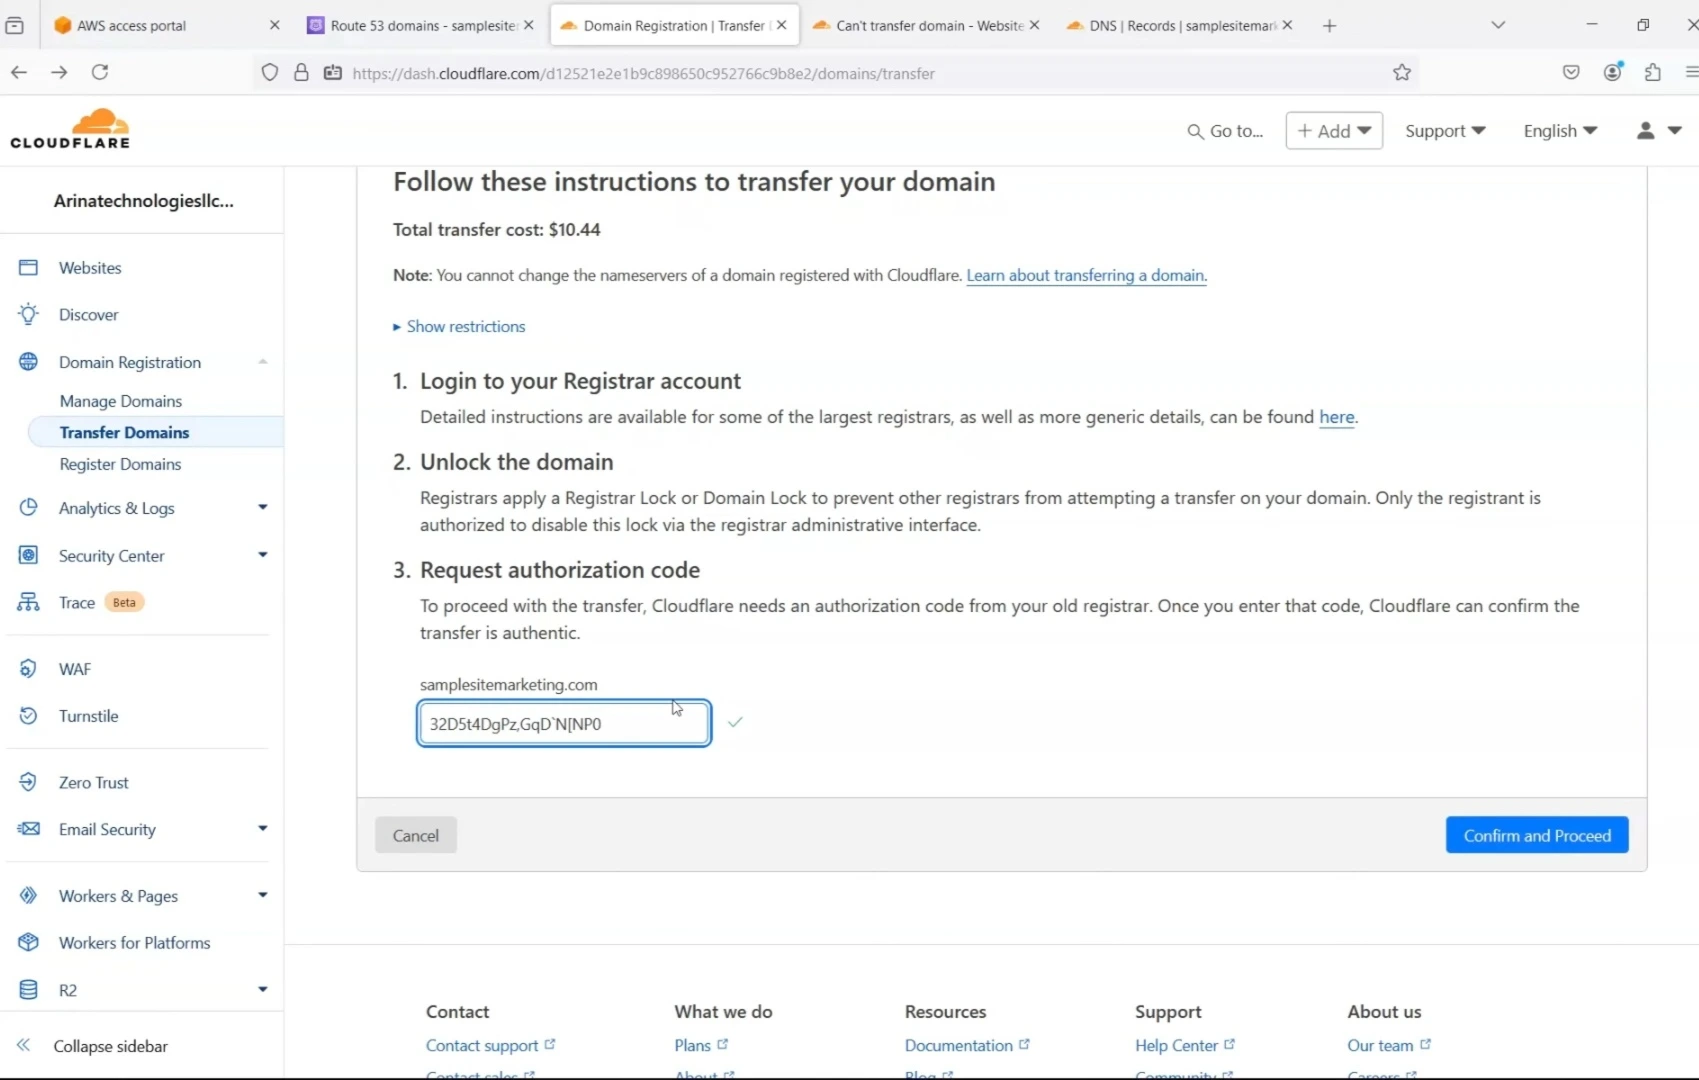 AWS access portal
Route 53 domains - samplesite
Domain Registration | Transfer
Can't transfer domain - Website
DNS | Records | samplesitemark
https://dash.cloudflare.com/d12521e2e1b9c898650c952766c9b8e2/domains/transfer
CLOUDFLARE
Go to...
+ Add
Support
English
Arinatechnologiesllc...
Websites
Discover
Domain Registration
Manage Domains
Transfer Domains
Register Domains
Analytics & Logs
Security Center
Trace Beta
WAF
Turnstile
Zero Trust
Email Security
Workers & Pages
Workers for Platforms
R2
Collapse sidebar
Follow these instructions to transfer your domain
Total transfer cost: $10.44
Note: You cannot change the nameservers of a domain registered with Cloudflare. Learn about transferring a domain.
▸ Show restrictions
1. Login to your Registrar account
Detailed instructions are available for some of the largest registrars, as well as more generic details, can be found here.
2. Unlock the domain
Registrars apply a Registrar Lock or Domain Lock to prevent other registrars from attempting a transfer on your domain. Only the registrant is
authorized to disable this lock via the registrar administrative interface.
3. Request authorization code
To proceed with the transfer, Cloudflare needs an authorization code from your old registrar. Once you enter that code, Cloudflare can confirm the
transfer is authentic.
samplesitemarketing.com
32D5t4DgPz,GqD`N[NP0
Cancel
Confirm and Proceed
Contact
What we do
Resources
Support
About us
Contact support
Plans
Documentation
Help Center
Our team
Contact sales
About
Blog
Community
Careers